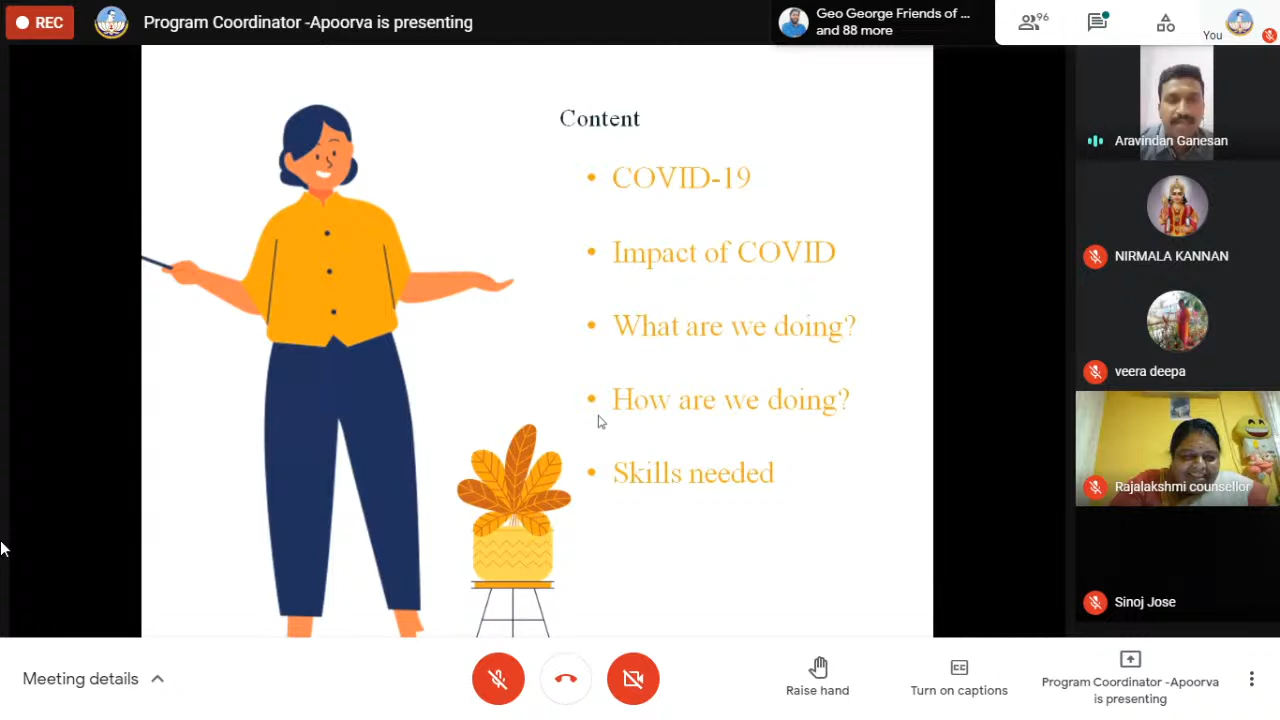 REC
Program Coordinator -Apoorva is presenting
Geo George Friends of ...
and 88 more
96
You
Content
• COVID-19
• Impact of COVID
• What are we doing?
• How are we doing?
• Skills needed
Aravindan Ganesan
NIRMALA KANNAN
veera deepa
Rajalakshmi counsellor
Sinoj Jose
Meeting details
Raise hand
CC
Turn on captions
Program Coordinator -Apoorva
is presenting